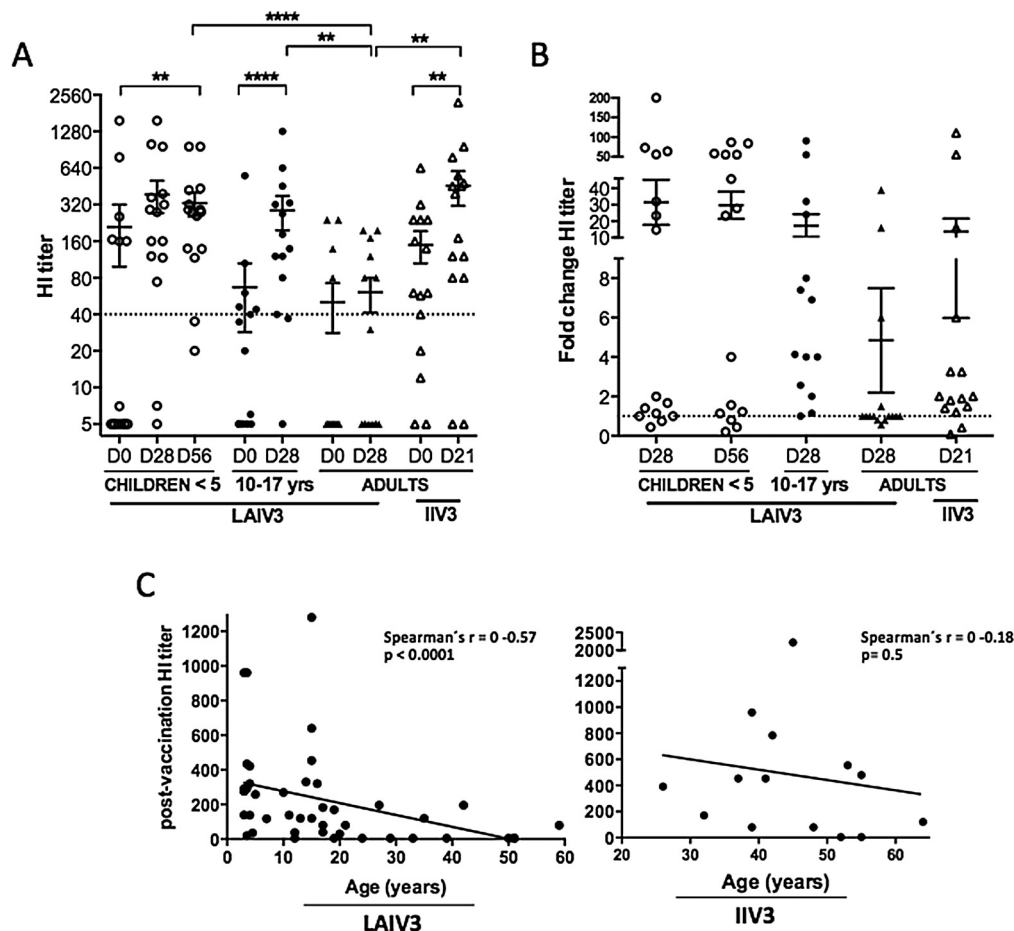 A
****
**
**
**
****
**
HI titer
2560
1280
640
320
160
80
40
20
10
5
D0 D28 D56 D0 D28 D0 D28 D0 D21
CHILDREN < 5 10-17 yrs ADULTS
LAIV3 IIV3
B
Fold change HI titer
200
150
100
50
40
30
20
10
8
6
4
2
0
D28 D56 D28 D28 D21
CHILDREN < 5 10-17 yrs ADULTS
LAIV3 IIV3
C
post-vaccination HI titer
1200
1000
800
600
400
200
0
Spearman´s r = 0 -0.57
p < 0.0001
0 10 20 30 40 50 60
Age (years)
LAIV3
2500
2000
1200
1000
800
600
400
200
0
Spearman´s r = 0 -0.18
p= 0.5
20 30 40 50 60
Age (years)
IIV3